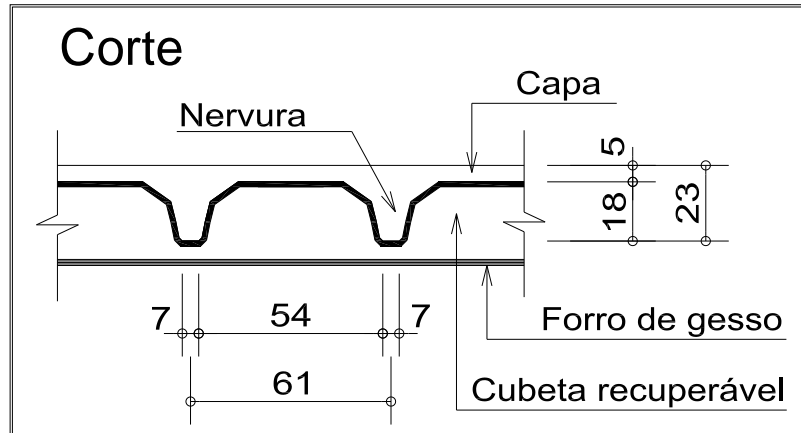 Corte
Capa
Nervura
5
18
23
7
54
7
Forro de gesso
61
Cubeta recuperável